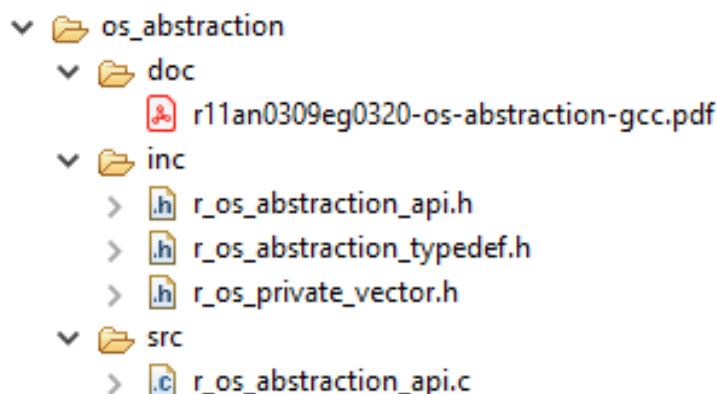 os_abstraction
doc
r11an0309eg0320-os-abstraction-gcc.pdf
inc
.h r_os_abstraction_api.h
.h r_os_abstraction_typedef.h
.h r_os_private_vector.h
src
.c r_os_abstraction_api.c